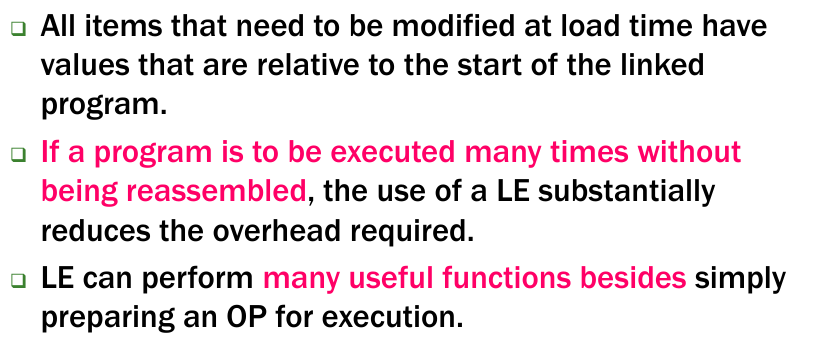 All items that need to be modified at load time have
values that are relative to the start of the linked
program.
If a program is to be executed many times without
being reassembled, the use of a LE substantially
reduces the overhead required.
LE can perform many useful functions besides simply
preparing an OP for execution.